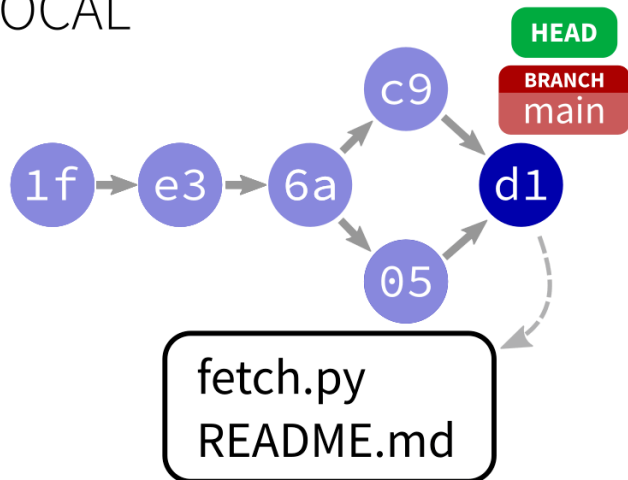 OCAL
HEAD
BRANCH
main
c9
1f
e3
6a
d1
05
fetch.py
README.md